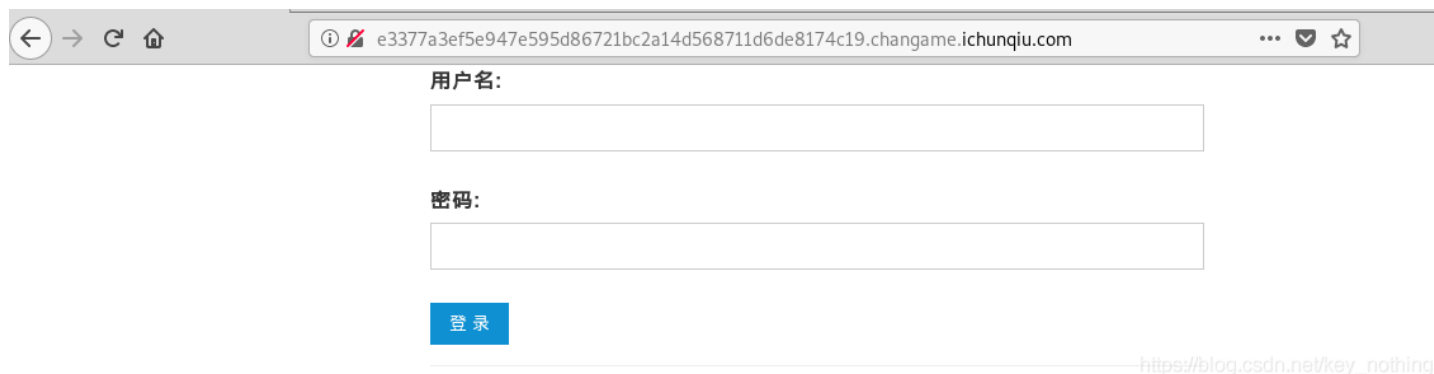 e3377a3ef5e947e595d86721bc2a14d568711d6de8174c19.changame.ichunqiu.com
用户名:
密码:
登 录
https://blog.csdn.net/key_nothing